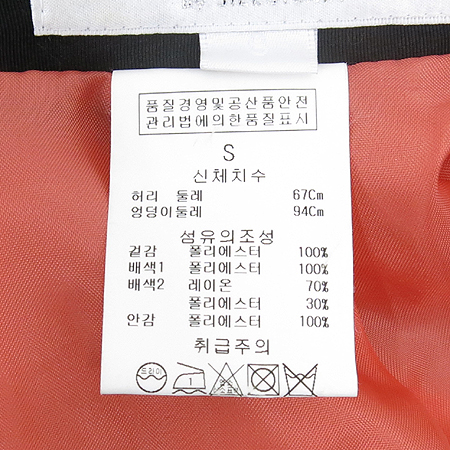 품질경영및공산품안전
관리법에의한품질표시
S
신체치수
허리 둘레 67Cm
엉덩이둘레 94Cm
섬유의조성
겉감 폴리에스터 100%
배색1 폴리에스터 100%
배색2 레이온 70%
폴리에스터 30%
안감 폴리에스터 100%
취급주의
드라이 1